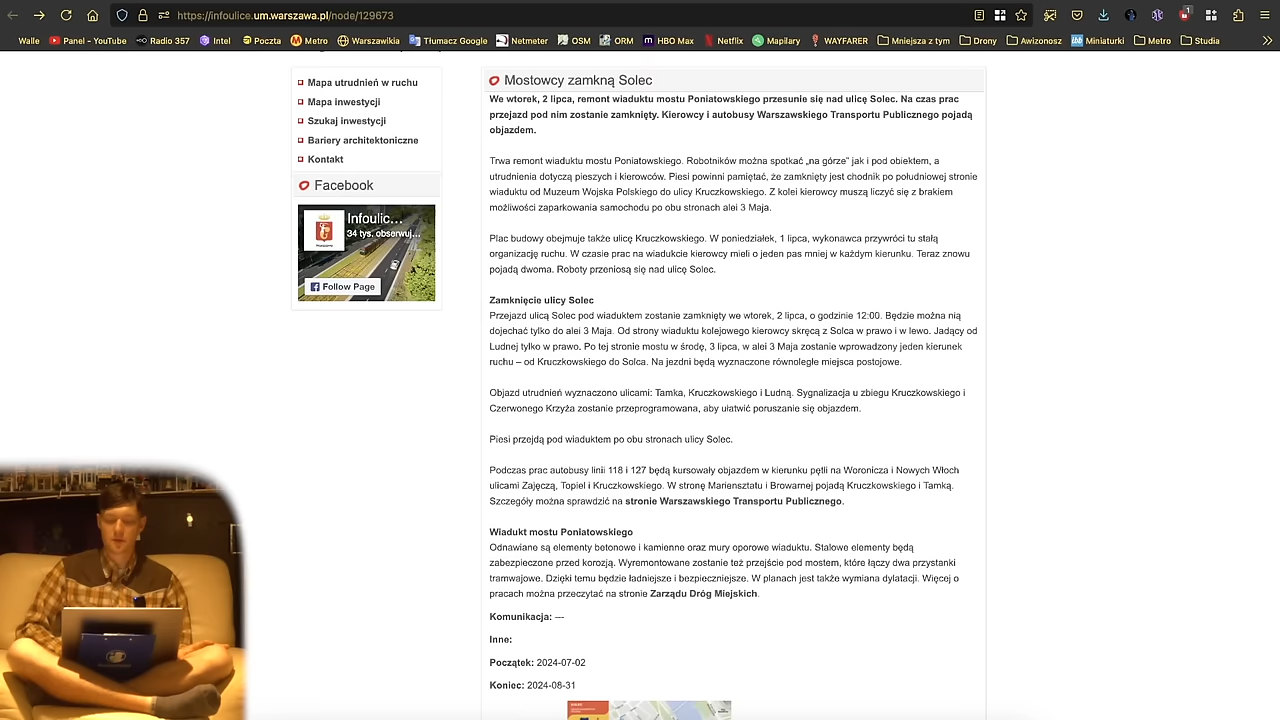 https://infoulice.um.warszawa.pl/node/129673
Walle Panel - YouTube Radio 357 Intel Poczta Metro Warszawikia Tłumacz Google Netmeter OSM ORM HBO Max Netflix Mapilary WAYFARER Mniejsza z tym Drony Awizonosz Miniaturki Metro Studia
Mapa utrudnień w ruchu
Mapa inwestycji
Szukaj inwestycji
Bariery architektoniczne
Kontakt
Facebook
Infoulic...
34 tys. obserwuj...
Follow Page
Mostowcy zamkną Solec
We wtorek, 2 lipca, remont wiaduktu mostu Poniatowskiego przesunie się nad ulicę Solec. Na czas prac
przejazd pod nim zostanie zamknięty. Kierowcy i autobusy Warszawskiego Transportu Publicznego pojadą
objazdem.
Trwa remont wiaduktu mostu Poniatowskiego. Robotników można spotkać „na górze” jak i pod obiektem, a
utrudnienia dotyczą pieszych i kierowców. Piesi powinni pamiętać, że zamknięty jest chodnik po południowej stronie
wiaduktu od Muzeum Wojska Polskiego do ulicy Kruczkowskiego. Z kolei kierowcy muszą liczyć się z brakiem
możliwości zaparkowania samochodu po obu stronach alei 3 Maja.
Plac budowy obejmuje także ulicę Kruczkowskiego. W poniedziałek, 1 lipca, wykonawca przywróci tu stałą
organizację ruchu. W czasie prac na wiadukcie kierowcy mieli o jeden pas mniej w każdym kierunku. Teraz znowu
pojadą dwoma. Roboty przeniosą się nad ulicę Solec.
Zamknięcie ulicy Solec
Przejazd ulicą Solec pod wiaduktem zostanie zamknięty we wtorek, 2 lipca, o godzinie 12:00. Będzie można nią
dojechać tylko do alei 3 Maja. Od strony wiaduktu kolejowego kierowcy skręcą z Solca w prawo i w lewo. Jadący od
Ludnej tylko w prawo. Po tej stronie mostu w środę, 3 lipca, w alei 3 Maja zostanie wprowadzony jeden kierunek
ruchu – od Kruczkowskiego do Solca. Na jezdni będą wyznaczone równoległe miejsca postojowe.
Objazd utrudnień wyznaczono ulicami: Tamka, Kruczkowskiego i Ludną. Sygnalizacja u zbiegu Kruczkowskiego i
Czerwonego Krzyża zostanie przeprogramowana, aby ułatwić poruszanie się objazdem.
Piesi przejdą pod wiaduktem po obu stronach ulicy Solec.
Podczas prac autobusy linii 118 i 127 będą kursowały objazdem w kierunku pętli na Woronicza i Nowych Włoch
ulicami Zajęczą, Topiel i Kruczkowskiego. W stronę Mariensztatu i Browarnej pojadą Kruczkowskiego i Tamką.
Szczegóły można sprawdzić na stronie Warszawskiego Transportu Publicznego.
Wiadukt mostu Poniatowskiego
Odnawiane są elementy betonowe i kamienne oraz mury oporowe wiaduktu. Stalowe elementy będą
zabezpieczone przed korozją. Wyremontowane zostanie też przejście pod mostem, które łączy dwa przystanki
tramwajowe. Dzięki temu będzie ładniejsze i bezpieczniejsze. W planach jest także wymiana dylatacji. Więcej o
pracach można przeczytać na stronie Zarządu Dróg Miejskich.
Komunikacja: ---
Inne:
Początek: 2024-07-02
Koniec: 2024-08-31